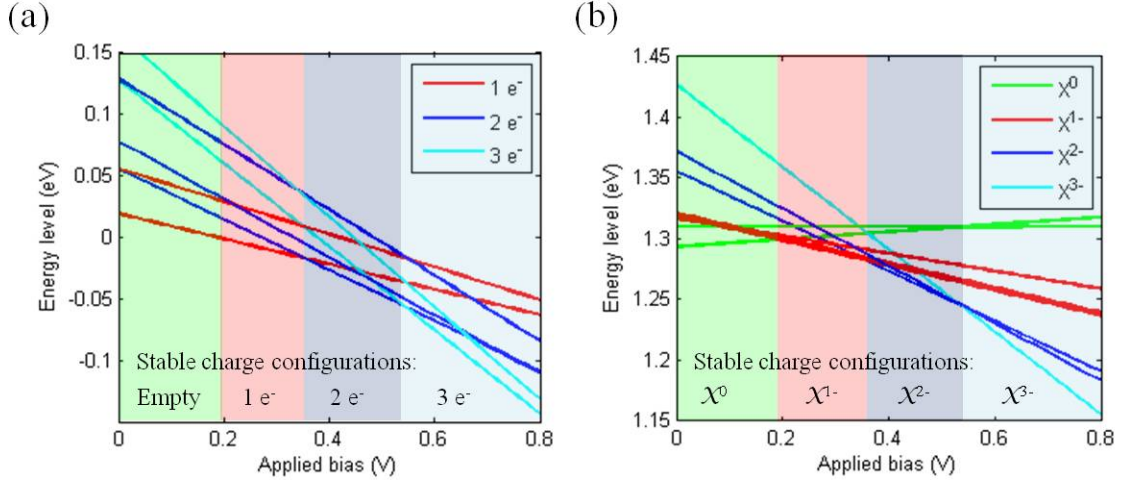 (a)
0.15
0.1
0.05
0
-0.05
-0.1
Energy level (eV)
1 e⁻
2 e⁻
3 e⁻
Stable charge configurations:
Empty 1 e⁻ 2 e⁻ 3 e⁻
0 0.2 0.4 0.6 0.8
Applied bias (V)
(b)
1.45
1.4
1.35
1.3
1.25
1.2
1.15
Energy level (eV)
X⁰
X¹⁻
X²⁻
X³⁻
Stable charge configurations:
X⁰ X¹⁻ X²⁻ X³⁻
0 0.2 0.4 0.6 0.8
Applied bias (V)